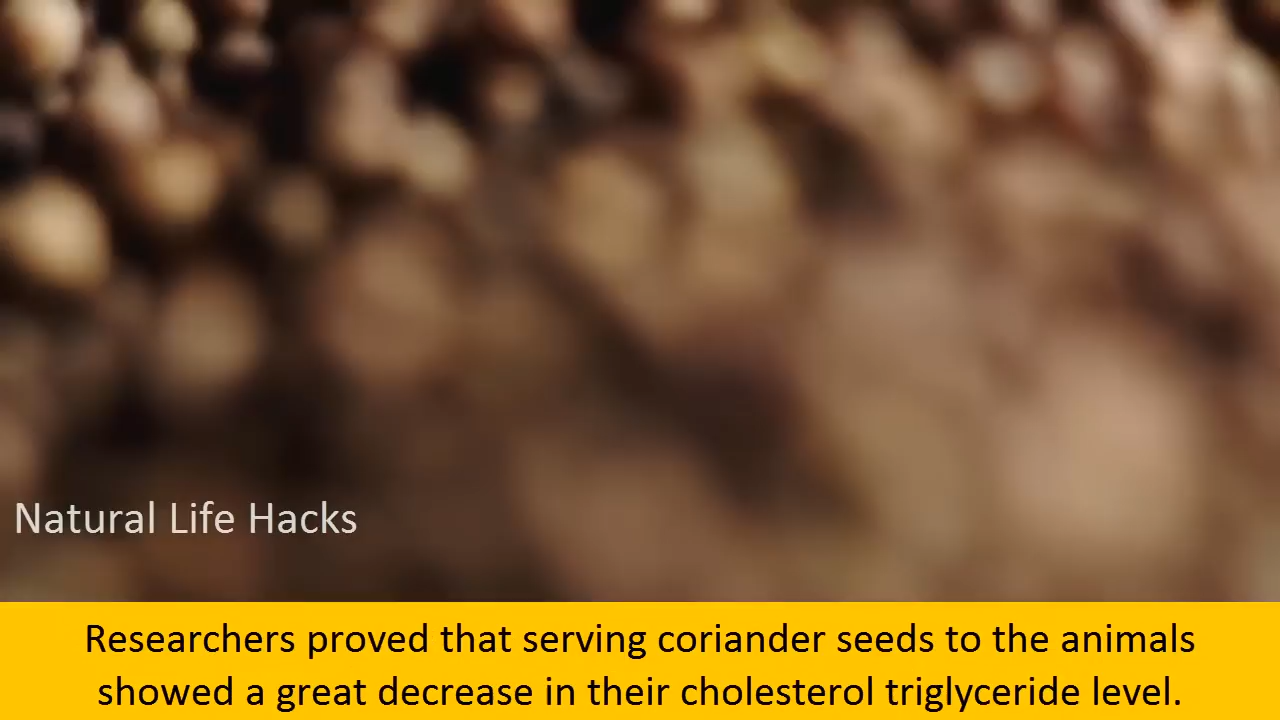 Natural Life Hacks
Researchers proved that serving coriander seeds to the animals
showed a great decrease in their cholesterol triglyceride level.